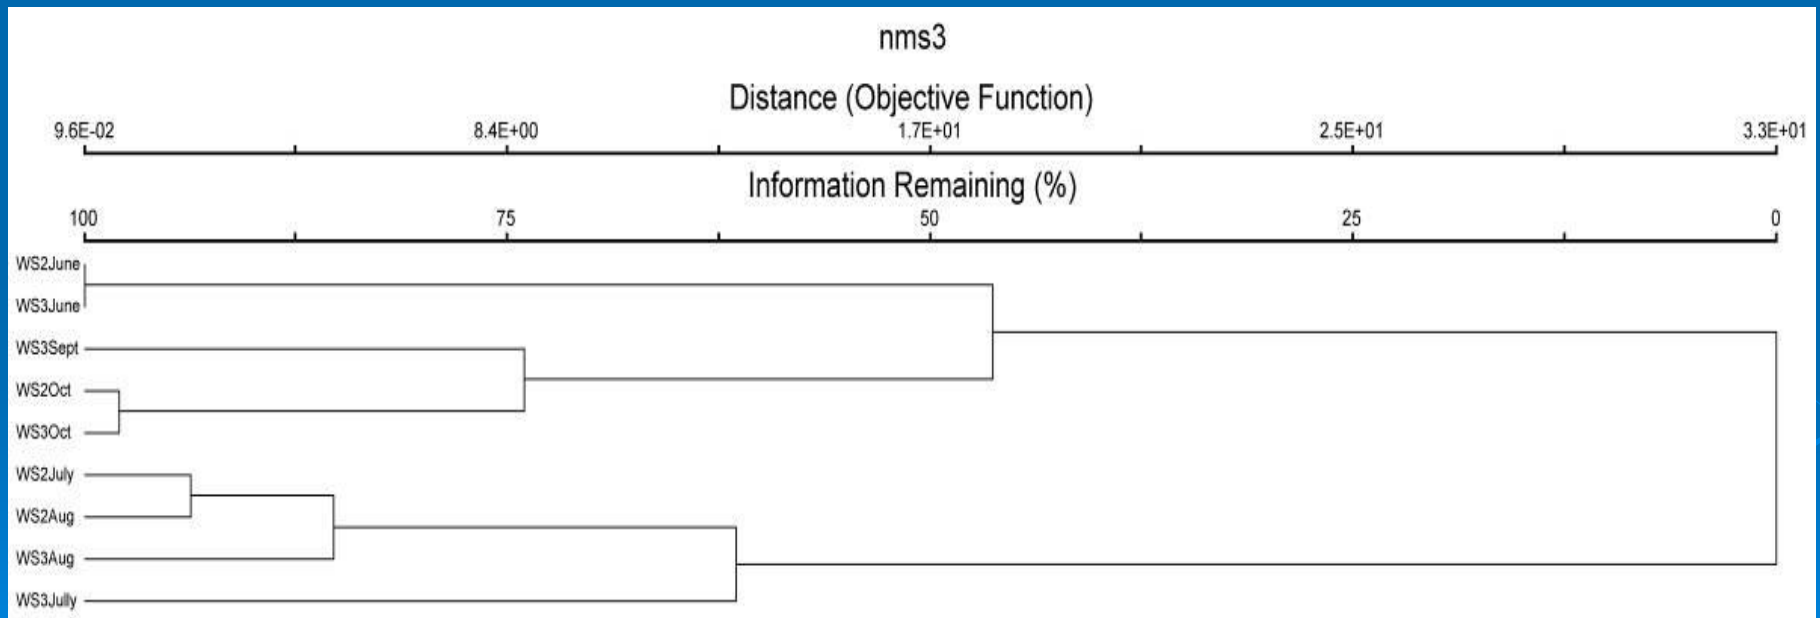 nms3
Distance (Objective Function)
9.6E-02 8.4E+00 1.7E+01 2.5E+01 3.3E+01
Information Remaining (%)
100 75 50 25 0
WS2June
WS3June
WS3Sept
WS2Oct
WS3Oct
WS2July
WS2Aug
WS3Aug
WS3Jully